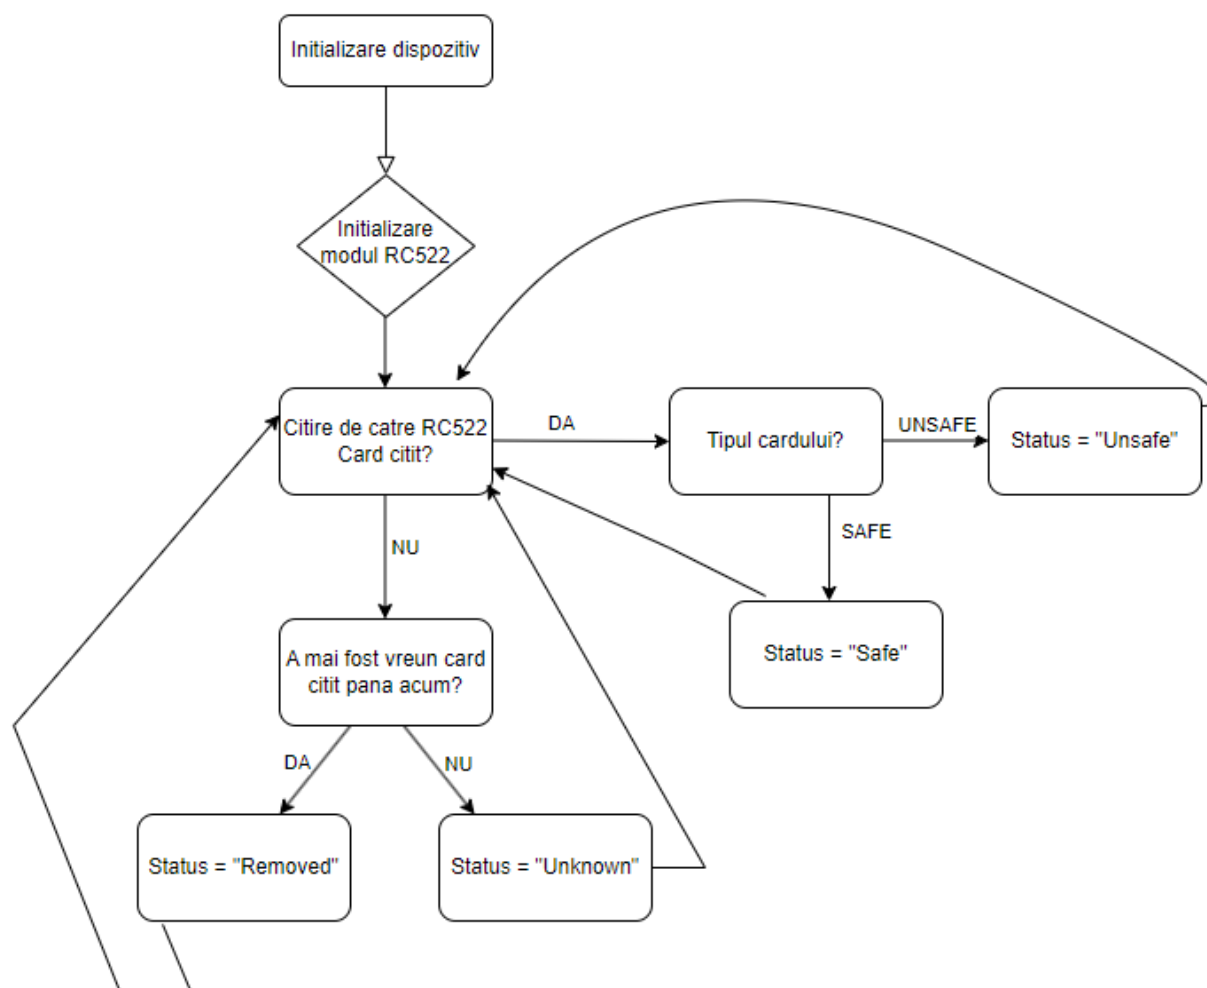 Initializare dispozitiv
Initializare
modul RC522
Citire de catre RC522
Card citit?
DA
Tipul cardului?
UNSAFE
Status = "Unsafe"
SAFE
Status = "Safe"
NU
A mai fost vreun card
citit pana acum?
DA
NU
Status = "Removed"
Status = "Unknown"